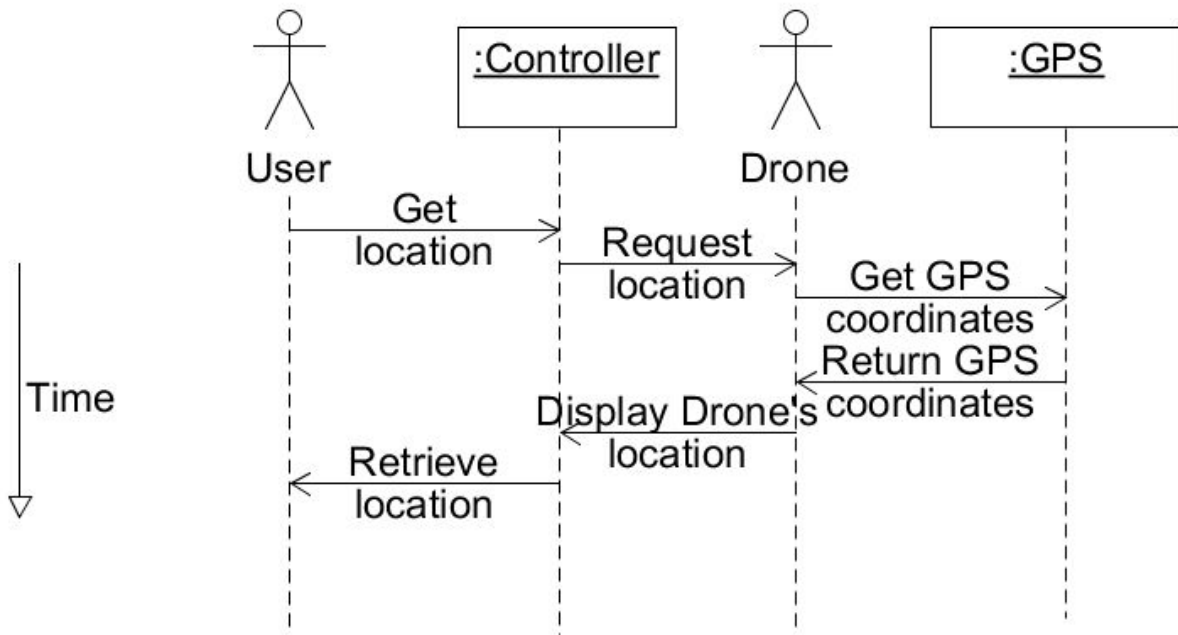 :Controller
:GPS
User
Drone
Get
location
Request
location
Get GPS
coordinates
Return GPS
coordinates
Time
Display Drone's
location
Retrieve
location